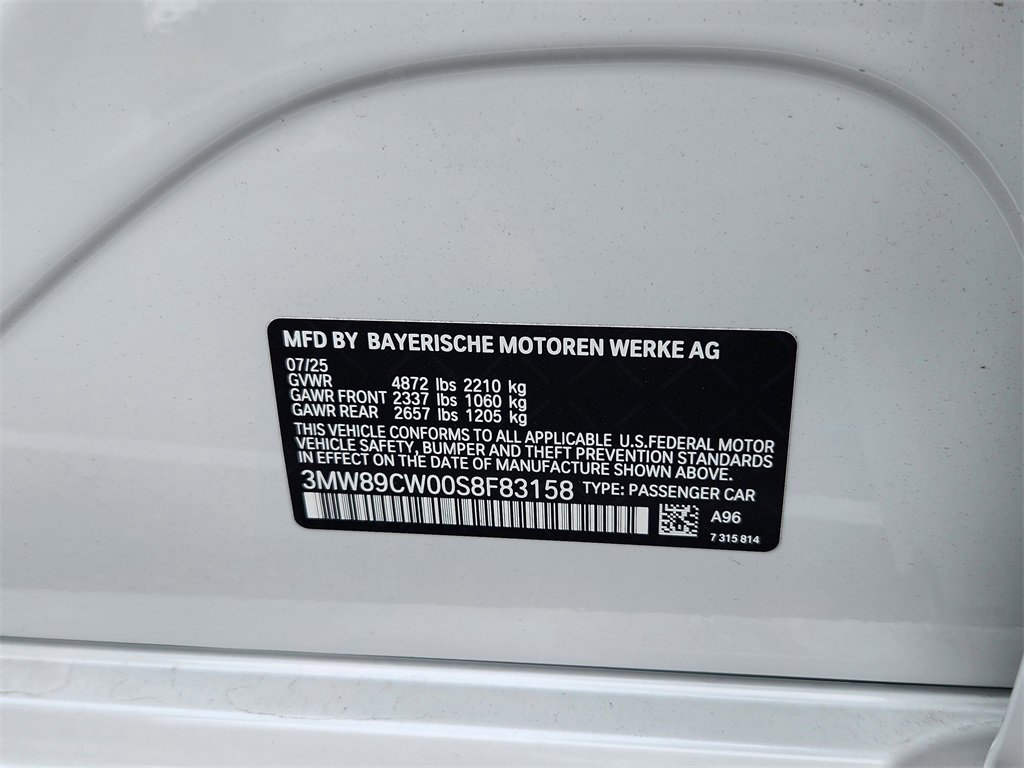 MFD BY BAYERISCHE MOTOREN WERKE AG
07/25
GVWR 4872 lbs 2210 kg
GAWR FRONT 2337 lbs 1060 kg
GAWR REAR 2657 lbs 1205 kg
THIS VEHICLE CONFORMS TO ALL APPLICABLE U.S.FEDERAL MOTOR
VEHICLE SAFETY, BUMPER AND THEFT PREVENTION STANDARDS
IN EFFECT ON THE DATE OF MANUFACTURE SHOWN ABOVE.
3MW89CW00S8F83158 TYPE: PASSENGER CAR
A96
7 315 814